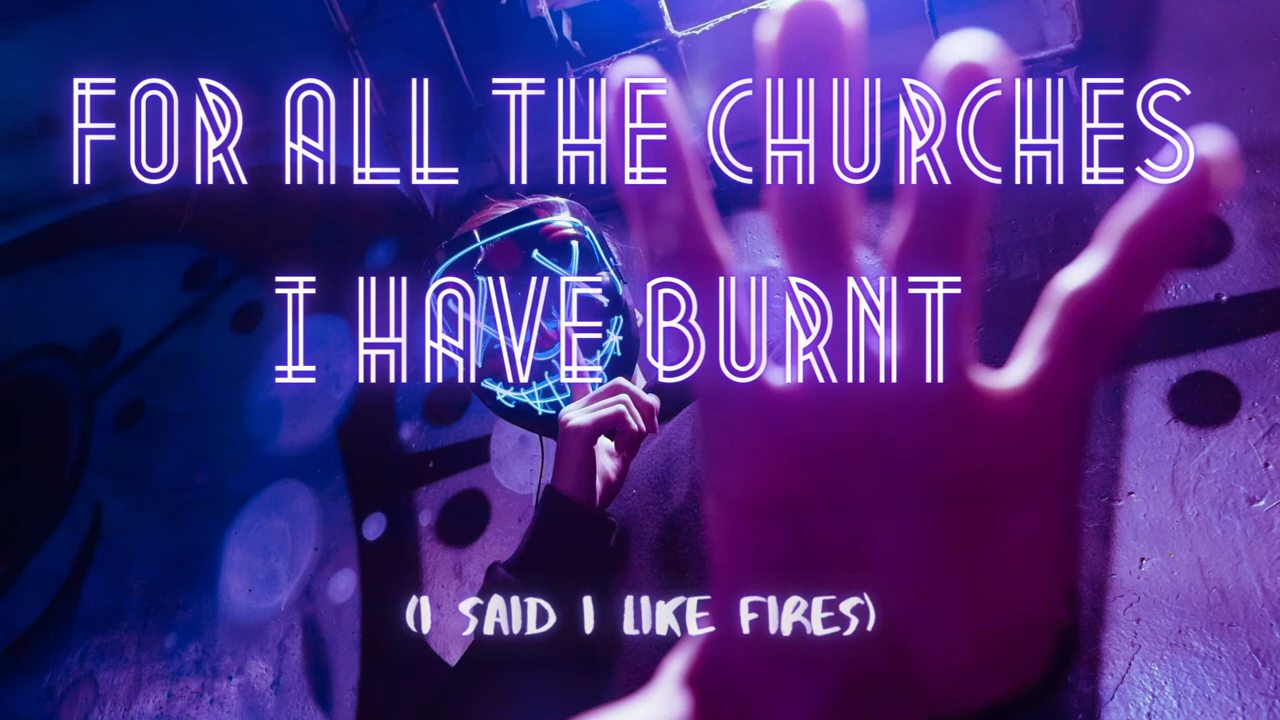 FOR ALL THE CHURCHES
I HAVE BURNT
(I SAID I LIKE FIRES)